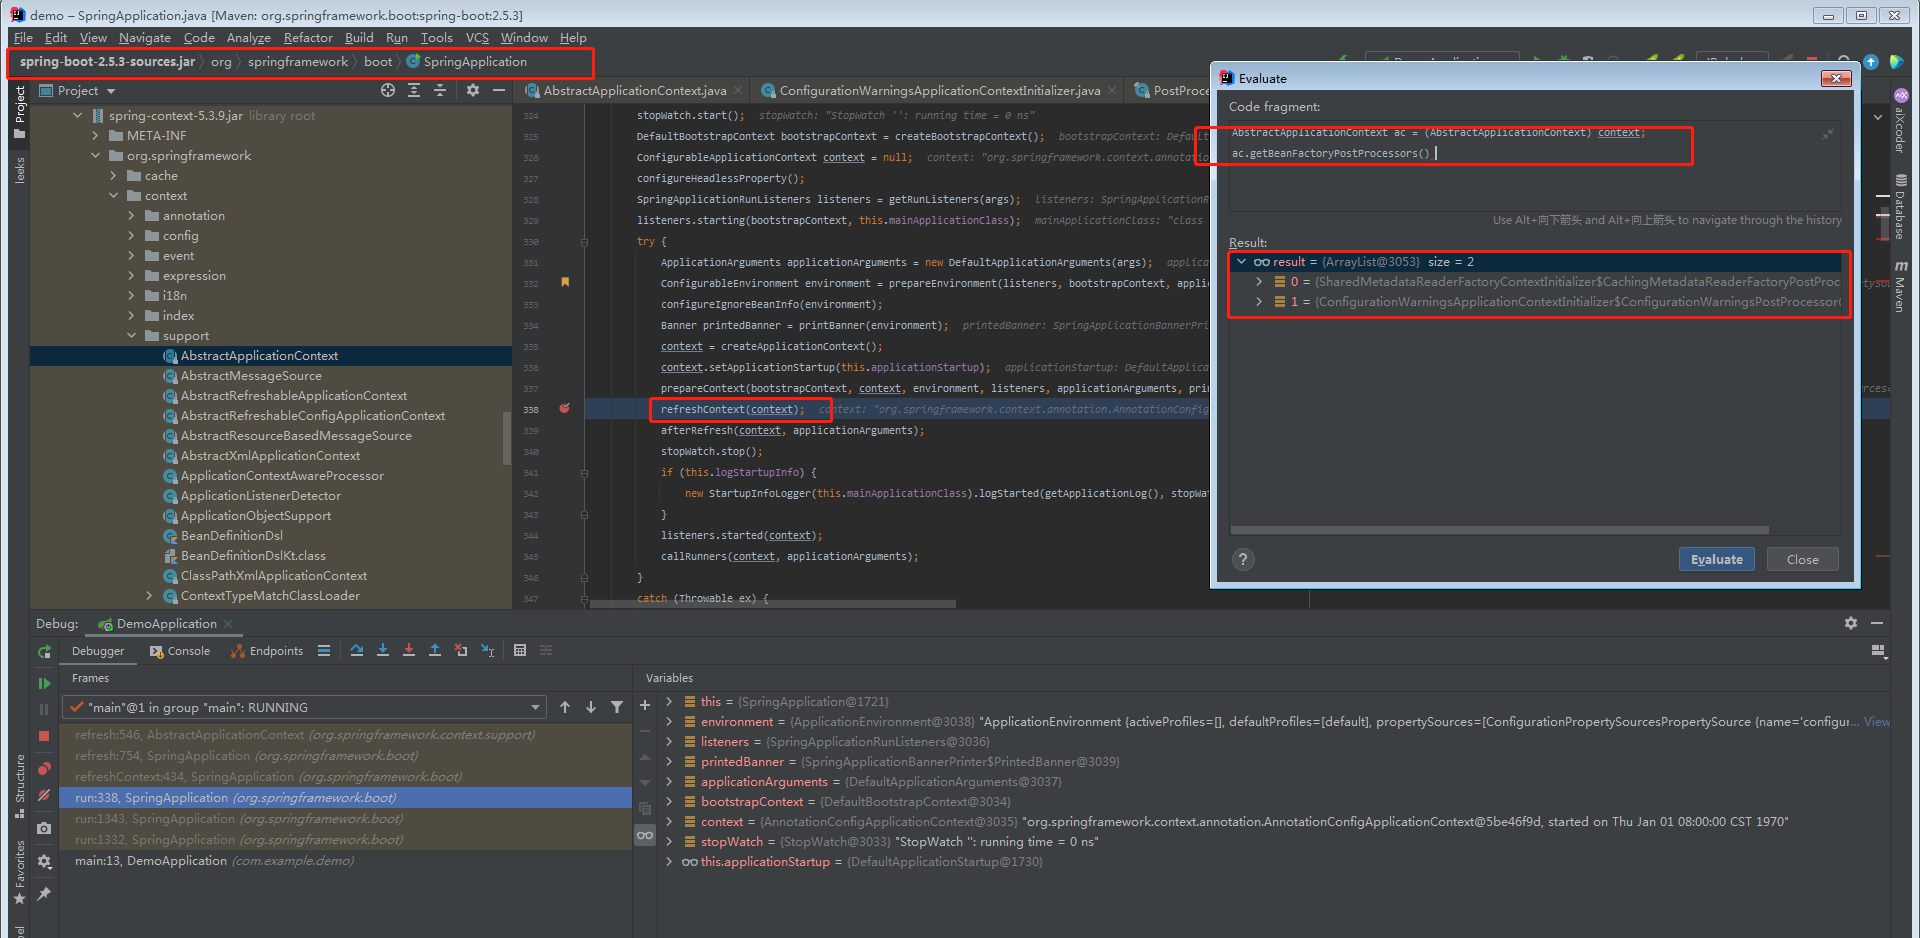 demo – SpringApplication.java [Maven: org.springframework.boot:spring-boot:2.5.3]
File Edit View Navigate Code Analyze Refactor Build Run Tools VCS Window Help
spring-boot-2.5.3-sources.jar org springframework boot SpringApplication
Project
AbstractApplicationContext.java ConfigurationWarningsApplicationContextInitializer.java PostProce
spring-context-5.3.9.jar library root
META-INF
org.springframework
cache
context
annotation
config
event
expression
i18n
index
support
AbstractApplicationContext
AbstractMessageSource
AbstractRefreshableApplicationContext
AbstractRefreshableConfigApplicationContext
AbstractResourceBasedMessageSource
AbstractXmlApplicationContext
ApplicationContextAwareProcessor
ApplicationListenerDetector
ApplicationObjectSupport
BeanDefinitionDsl
BeanDefinitionDslKt.class
ClassPathXmlApplicationContext
ContextTypeMatchClassLoader
324 stopWatch.start(); stopWatch: "StopWatch '': running time = 0 ns"
325 DefaultBootstrapContext bootstrapContext = createBootstrapContext(); bootstrapContext: Default
326 ConfigurableApplicationContext context = null; context: "org.springframework.context.annotation
327 configureHeadlessProperty();
328 SpringApplicationRunListeners listeners = getRunListeners(args); listeners: SpringApplicationR
329 listeners.starting(bootstrapContext, this.mainApplicationClass); mainApplicationClass: "class
330 try {
331 ApplicationArguments applicationArguments = new DefaultApplicationArguments(args); applic
332 ConfigurableEnvironment environment = prepareEnvironment(listeners, bootstrapContext, appli
333 configureIgnoreBeanInfo(environment);
334 Banner printedBanner = printBanner(environment); printedBanner: SpringApplicationBannerPri
335 context = createApplicationContext();
336 context.setApplicationStartup(this.applicationStartup); applicationStartup: DefaultApplic
337 prepareContext(bootstrapContext, context, environment, listeners, applicationArguments, prin
338 refreshContext(context); context: "org.springframework.context.annotation.AnnotationConfig
339 afterRefresh(context, applicationArguments);
340 stopWatch.stop();
341 if (this.logStartupInfo) {
342 new StartupInfoLogger(this.mainApplicationClass).logStarted(getApplicationLog(), stopWat
343 }
344 listeners.started(context);
345 callRunners(context, applicationArguments);
346 }
347 catch (Throwable ex) {
Evaluate
Code fragment:
AbstractApplicationContext ac = (AbstractApplicationContext) context;
ac.getBeanFactoryPostProcessors()
Use Alt+向下箭头 and Alt+向上箭头 to navigate through the history
Result:
result = {ArrayList@3053} size = 2
0 = {SharedMetadataReaderFactoryContextInitializer$CachingMetadataReaderFactoryPostProc
1 = {ConfigurationWarningsApplicationContextInitializer$ConfigurationWarningsPostProcessor@
? Evaluate Close
Project
leeks
Structure
Favorites
aiXcoder
Database
Maven
Debug: DemoApplication
Debugger Console Endpoints
Frames
"main"@1 in group "main": RUNNING
refresh:546, AbstractApplicationContext (org.springframework.context.support)
refresh:754, SpringApplication (org.springframework.boot)
refreshContext:434, SpringApplication (org.springframework.boot)
run:338, SpringApplication (org.springframework.boot)
run:1343, SpringApplication (org.springframework.boot)
run:1332, SpringApplication (org.springframework.boot)
main:13, DemoApplication (com.example.demo)
Variables
this = {SpringApplication@1721}
environment = {ApplicationEnvironment@3038} "ApplicationEnvironment {activeProfiles=[], defaultProfiles=[default], propertySources=[ConfigurationPropertySourcesPropertySource {name='configur... View
listeners = {SpringApplicationRunListeners@3036}
printedBanner = {SpringApplicationBannerPrinter$PrintedBanner@3039}
applicationArguments = {DefaultApplicationArguments@3037}
bootstrapContext = {DefaultBootstrapContext@3034}
context = {AnnotationConfigApplicationContext@3035} "org.springframework.context.annotation.AnnotationConfigApplicationContext@5be46f9d, started on Thu Jan 01 08:00:00 CST 1970"
stopWatch = {StopWatch@3033} "StopWatch '': running time = 0 ns"
this.applicationStartup = {DefaultApplicationStartup@1730}